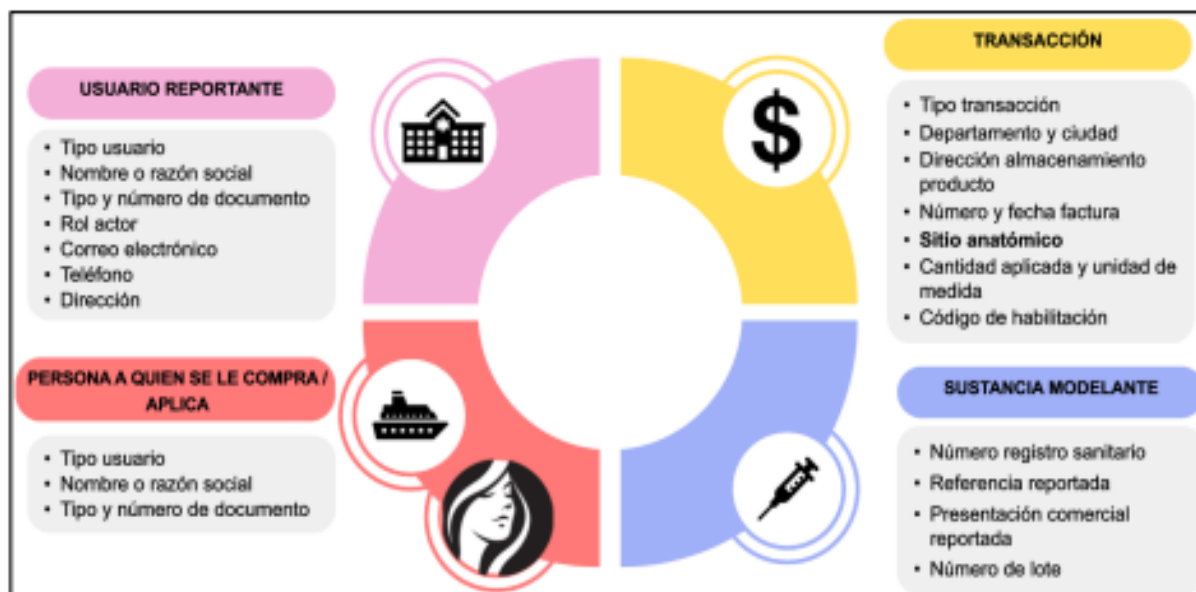 USUARIO REPORTANTE
• Tipo usuario
• Nombre o razón social
• Tipo y número de documento
• Rol actor
• Correo electrónico
• Teléfono
• Dirección
PERSONA A QUIEN SE LE COMPRA /
APLICA
• Tipo usuario
• Nombre o razón social
• Tipo y número de documento
$
TRANSACCIÓN
• Tipo transacción
• Departamento y ciudad
• Dirección almacenamiento
producto
• Número y fecha factura
• Sitio anatómico
• Cantidad aplicada y unidad de
medida
• Código de habilitación
SUSTANCIA MODELANTE
• Número registro sanitario
• Referencia reportada
• Presentación comercial
reportada
• Número de lote